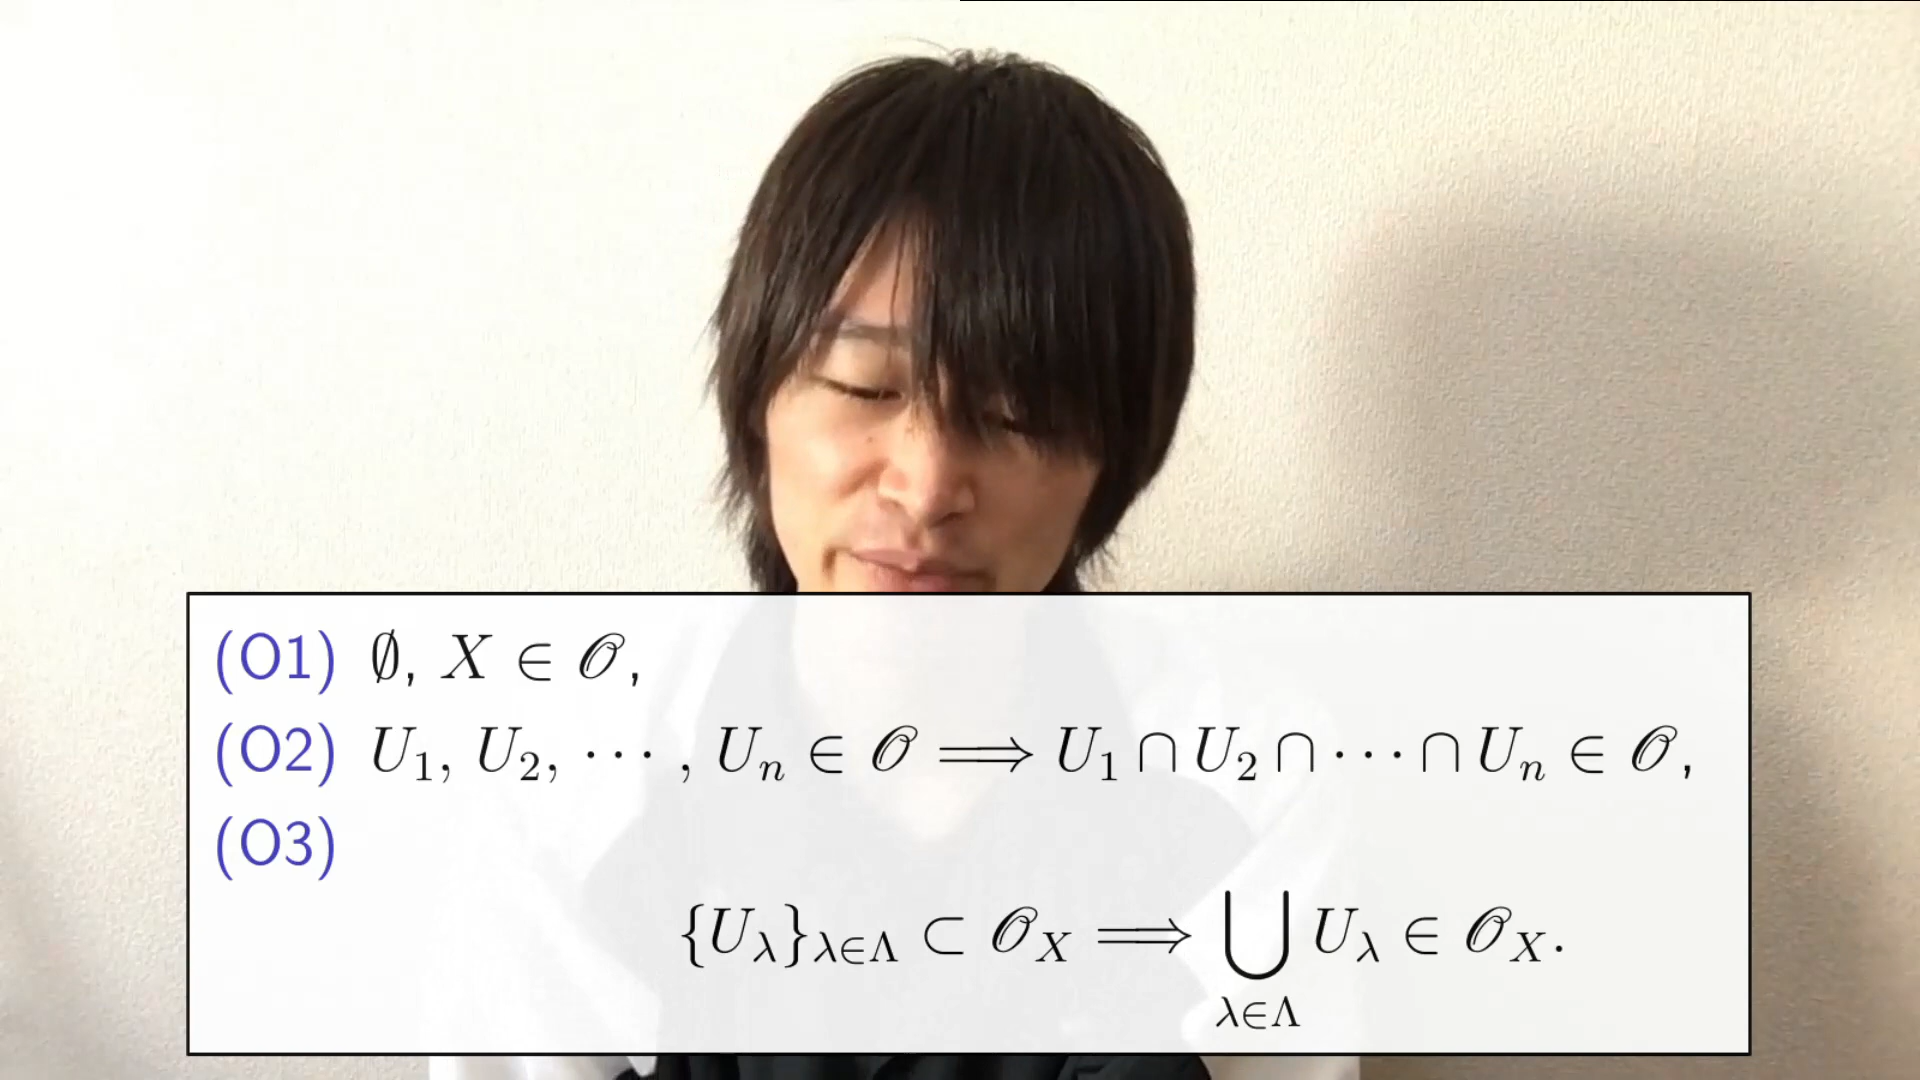 (O1) ∅, X ∈ 𝒪,
(O2) U₁, U₂, ⋯ , Uₙ ∈ 𝒪 ⟹ U₁ ∩ U₂ ∩ ⋯ ∩ Uₙ ∈ 𝒪,
(O3)
{U_λ}_{λ∈Λ} ⊂ 𝒪_X ⟹ ⋃_{λ∈Λ} U_λ ∈ 𝒪_X.